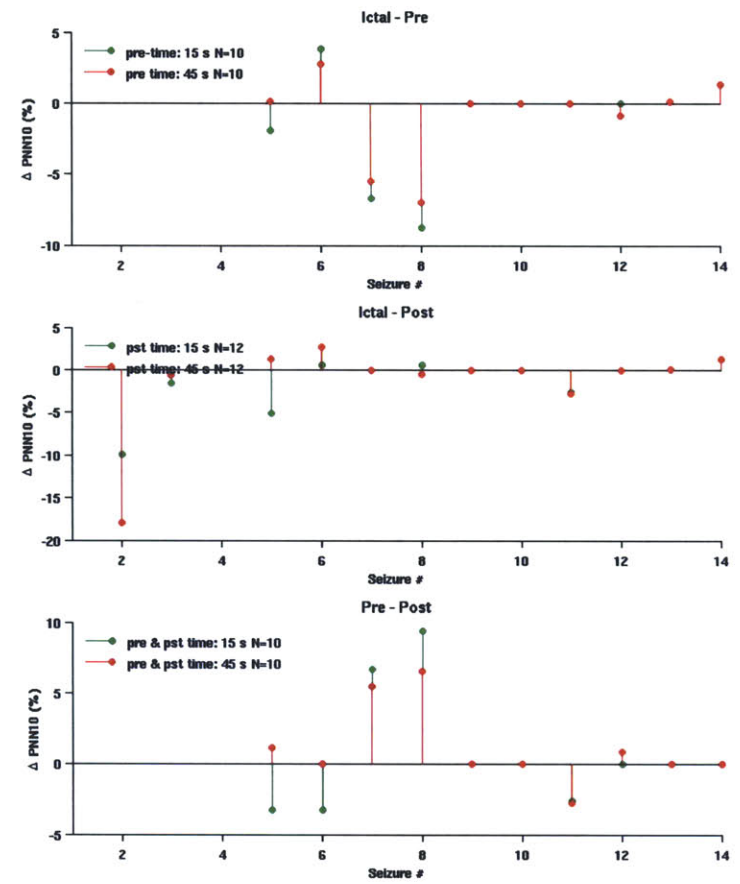 Ictal - Pre
5
pre-time: 15 s N=10
pre time: 45 s N=10
0
-5
-10
Δ PNN10 (%)
2 4 6 8 10 12 14
Seizure #
Ictal - Post
5
pst time: 15 s N=12
0
pst time: 45 s N=12
-5
-10
-15
-20
Δ PNN10 (%)
2 4 6 8 10 12 14
Seizure #
Pre - Post
10
pre & pst time: 15 s N=10
pre & pst time: 45 s N=10
5
0
-5
Δ PNN10 (%)
2 4 6 8 10 12 14
Seizure #